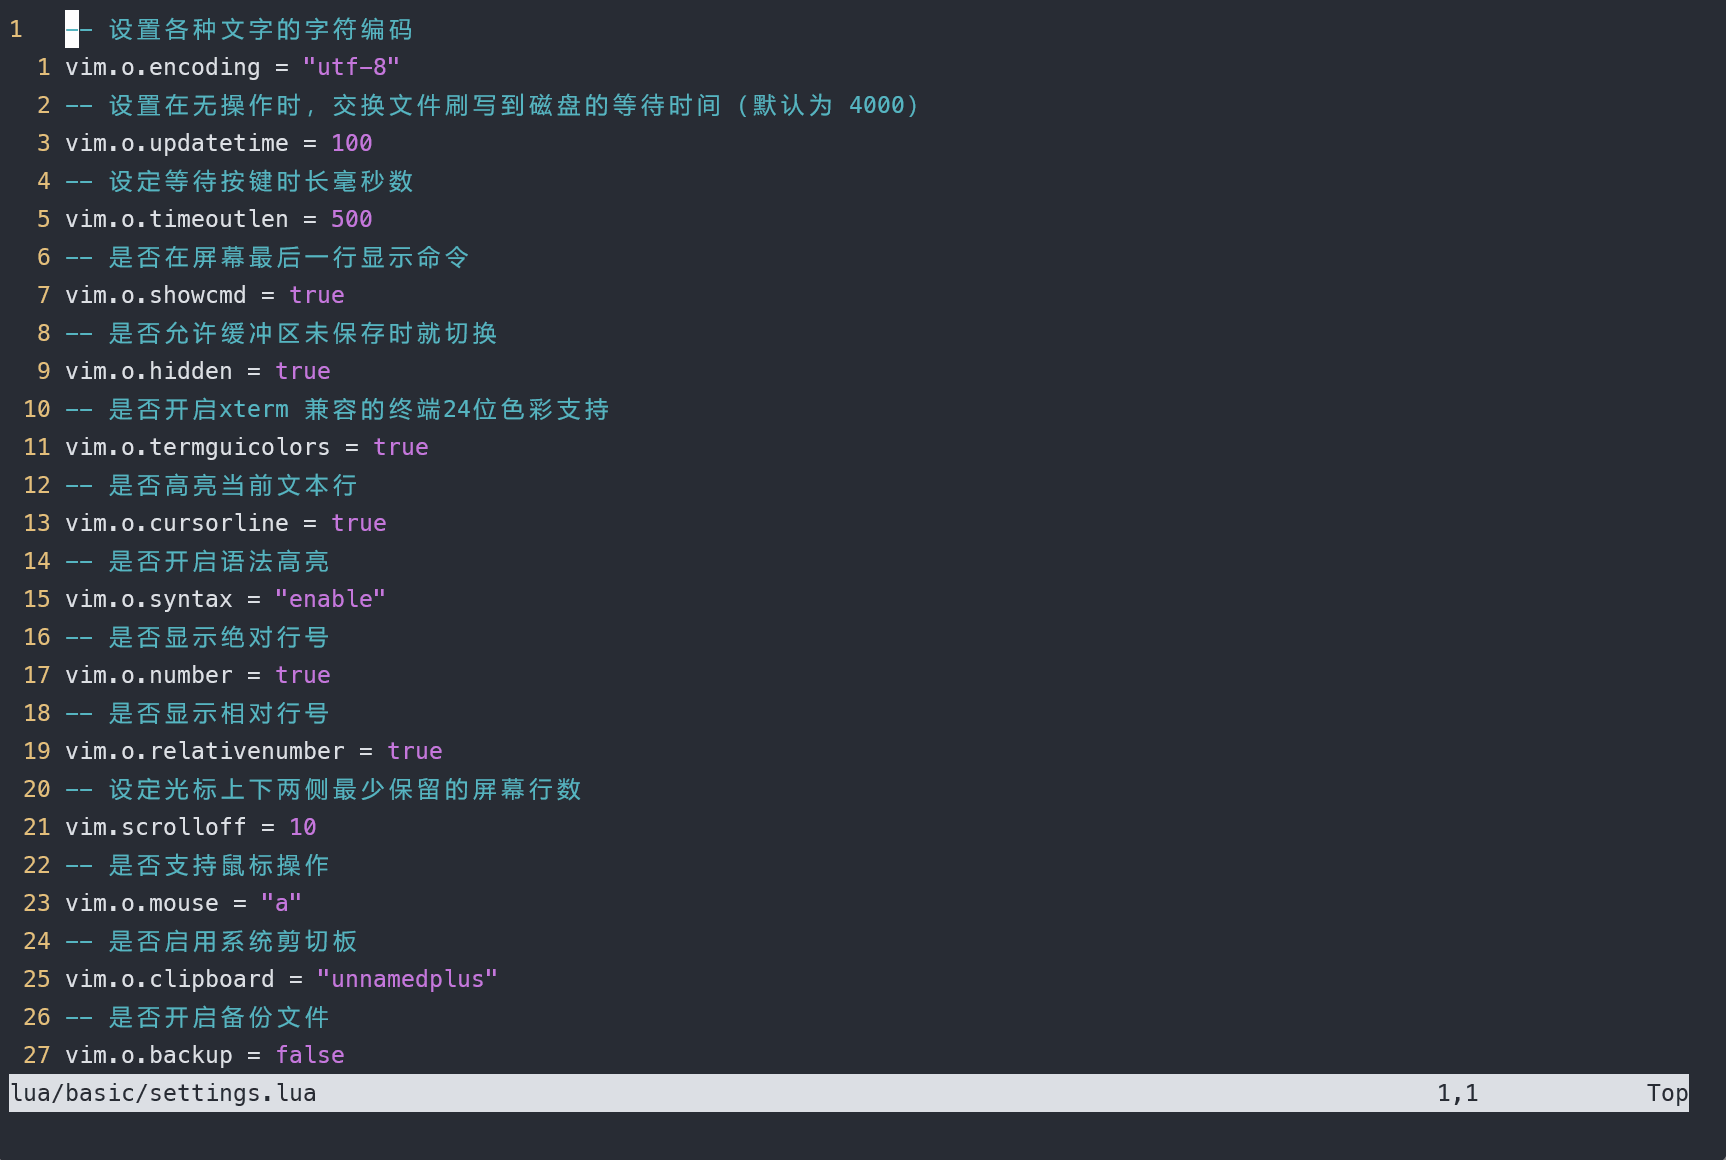 1 -- 设置各种文字的字符编码
1 vim.o.encoding = "utf-8"
2 -- 设置在无操作时，交换文件刷写到磁盘的等待时间（默认为 4000）
3 vim.o.updatetime = 100
4 -- 设定等待按键时长毫秒数
5 vim.o.timeoutlen = 500
6 -- 是否在屏幕最后一行显示命令
7 vim.o.showcmd = true
8 -- 是否允许缓冲区未保存时就切换
9 vim.o.hidden = true
10 -- 是否开启xterm 兼容的终端24位色彩支持
11 vim.o.termguicolors = true
12 -- 是否高亮当前文本行
13 vim.o.cursorline = true
14 -- 是否开启语法高亮
15 vim.o.syntax = "enable"
16 -- 是否显示绝对行号
17 vim.o.number = true
18 -- 是否显示相对行号
19 vim.o.relativenumber = true
20 -- 设定光标上下两侧最少保留的屏幕行数
21 vim.scrolloff = 10
22 -- 是否支持鼠标操作
23 vim.o.mouse = "a"
24 -- 是否启用系统剪切板
25 vim.o.clipboard = "unnamedplus"
26 -- 是否开启备份文件
27 vim.o.backup = false
lua/basic/settings.lua 1,1 Top